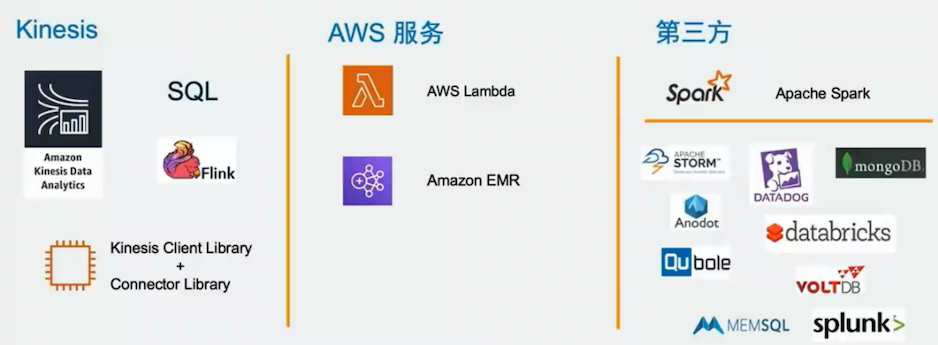 Kinesis
Amazon
Kinesis Data
Analytics
SQL
Flink
Kinesis Client Library
+
Connector Library
AWS 服务
AWS Lambda
Amazon EMR
第三方
Spark
Apache Spark
APACHE
STORM™
DATADOG
mongoDB
Anodot
databricks
Qubole
VOLTDB
MEMSQL
splunk>